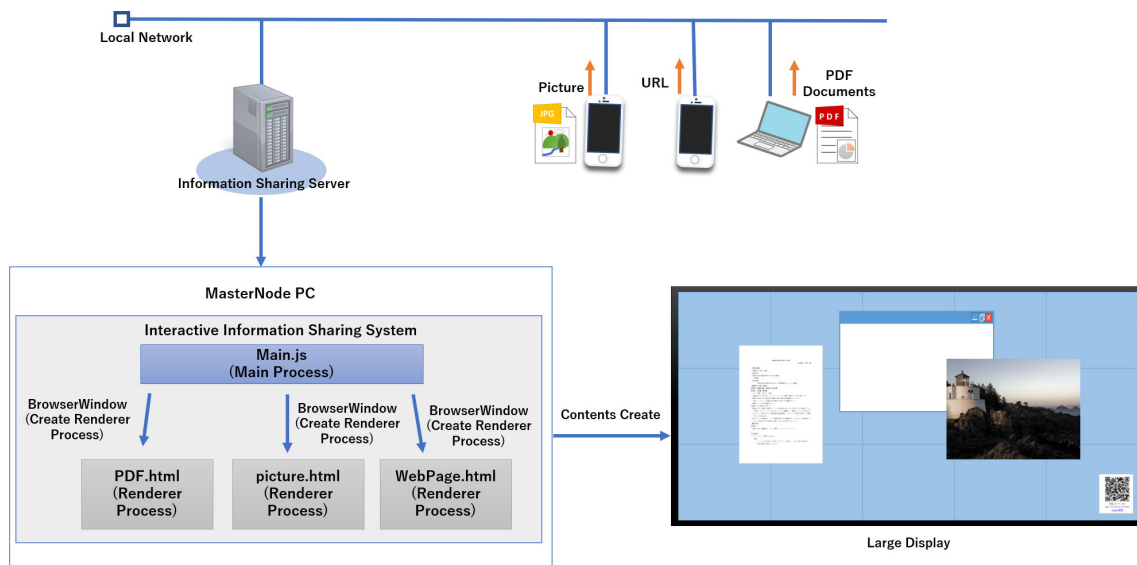 Local Network
Picture
URL
PDF
Documents
JPG
PDF
Information Sharing Server
MasterNode PC
Interactive Information Sharing System
Main.js
(Main Process)
BrowserWindow
(Create Renderer
Process)
BrowserWindow
(Create Renderer
Process)
BrowserWindow
(Create Renderer
Process)
PDF.html
(Renderer
Process)
picture.html
(Renderer
Process)
WebPage.html
(Renderer
Process)
Contents Create
Large Display